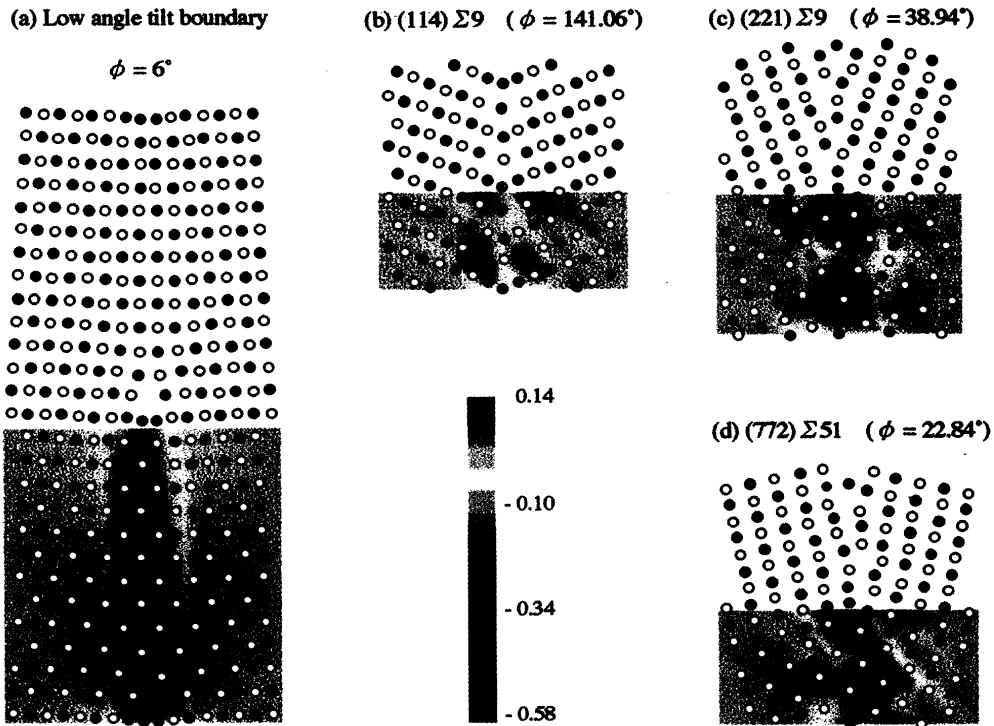 (a) Low angle tilt boundary
ϕ = 6°
(b) (114) Σ9 ( ϕ = 141.06°)
(c) (221) Σ9 ( ϕ = 38.94°)
0.14
- 0.10
- 0.34
- 0.58
(d) (772) Σ51 ( ϕ = 22.84°)